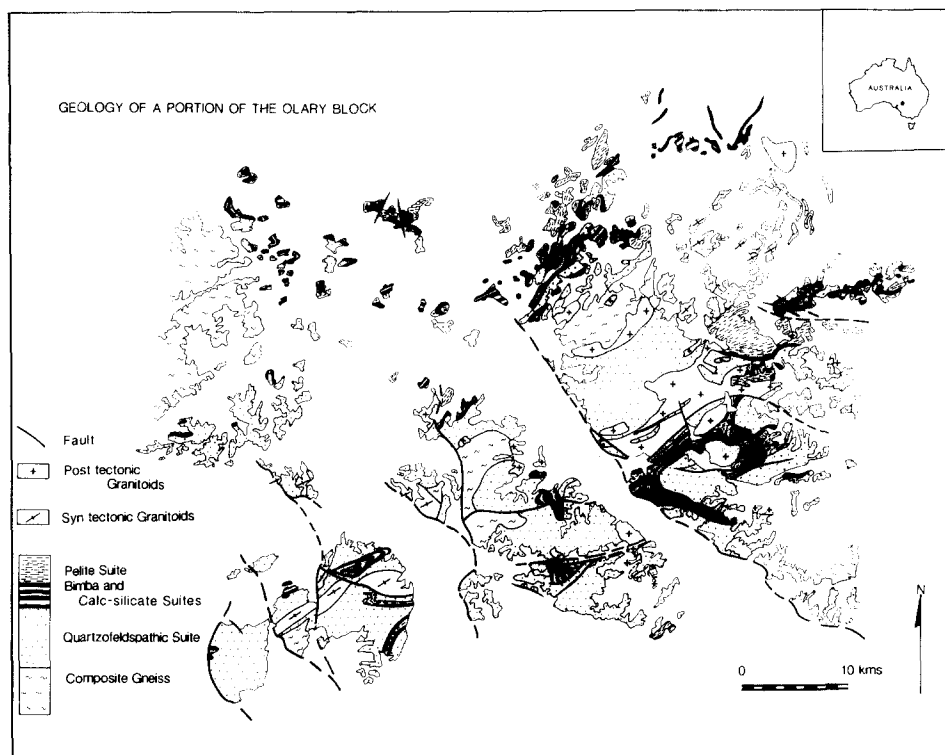 GEOLOGY OF A PORTION OF THE OLARY BLOCK
AUSTRALIA
Fault
Post tectonic
Granitoids
Syn tectonic Granitoids
Pelite Suite
Bimba and
Calc-silicate Suites
Quartzofeldspathic Suite
Composite Gneiss
N
0 10 kms